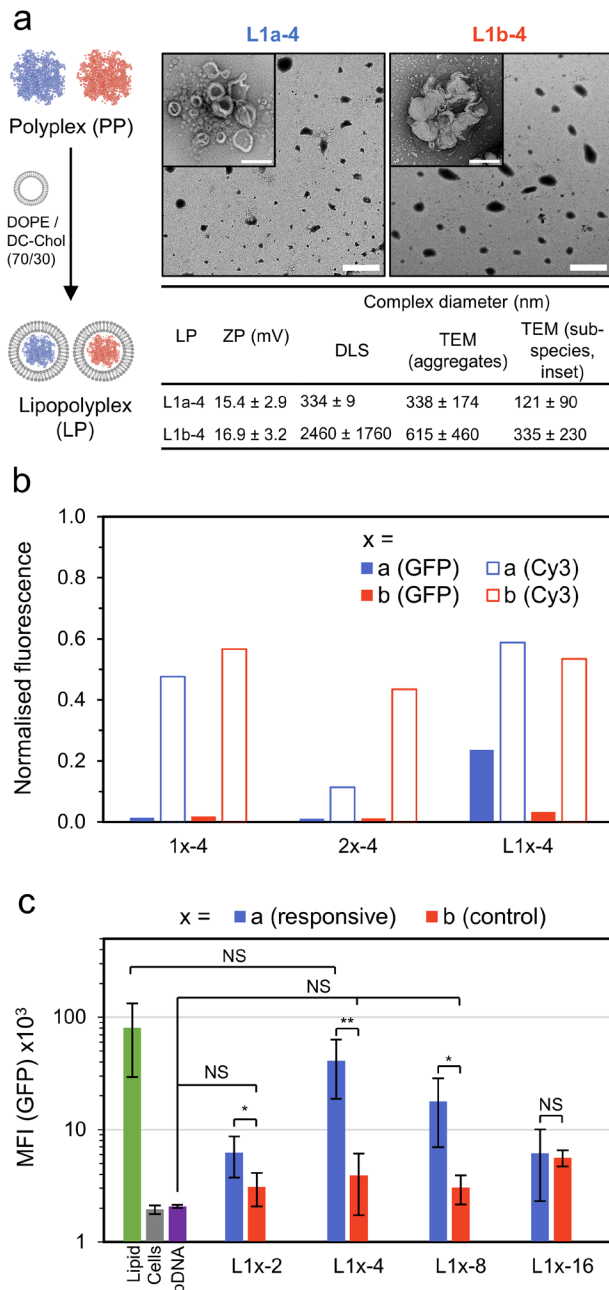 a
L1a-4 L1b-4
Polyplex (PP)
DOPE /
DC-Chol
(70/30)
Lipopolyplex
(LP)
Complex diameter (nm)
LP ZP (mV) DLS TEM (aggregates) TEM (sub-species, inset)
L1a-4 15.4 ± 2.9 334 ± 9 338 ± 174 121 ± 90
L1b-4 16.9 ± 3.2 2460 ± 1760 615 ± 460 335 ± 230
b
Normalised fluorescence
1.0
0.8
0.6
0.4
0.2
0.0
x =
a (GFP) a (Cy3)
b (GFP) b (Cy3)
1x-4 2x-4 L1x-4
c
x = a (responsive) b (control)
MFI (GFP) x10³
100
10
1
NS
NS
NS
*
**
*
NS
Lipid
Cells
pDNA
L1x-2 L1x-4 L1x-8 L1x-16